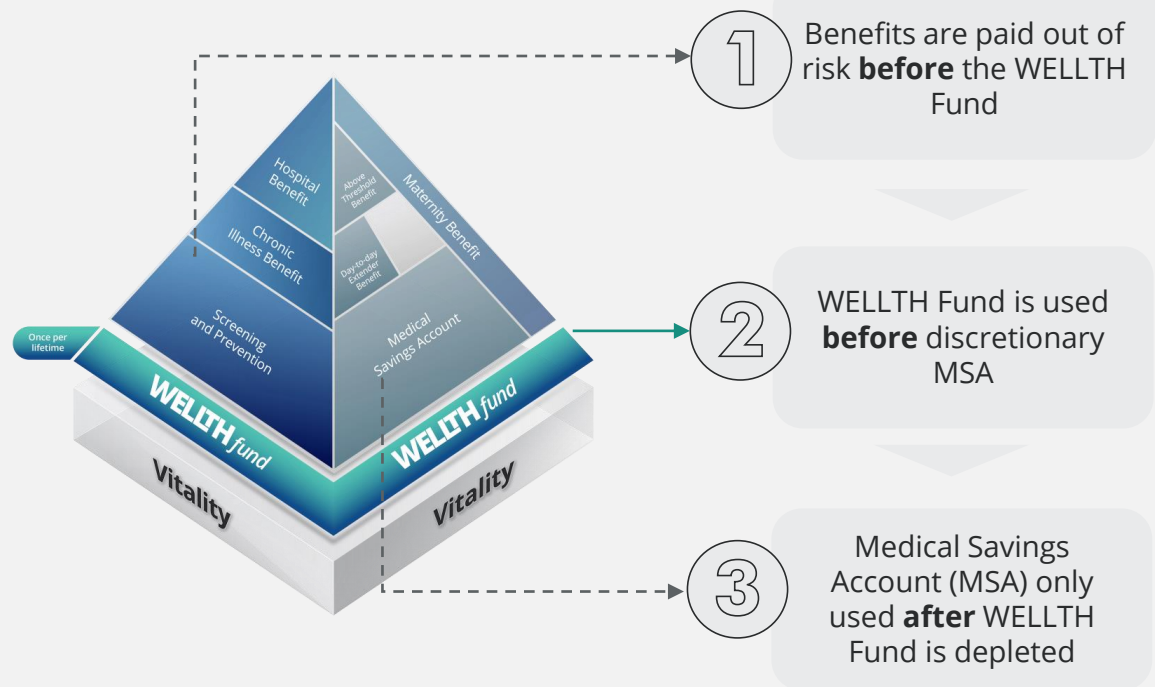 1
Benefits are paid out of
risk before the WELLTH
Fund
Hospital
Benefit
Above
Threshold
Benefit
Maternity Benefit
Chronic
Illness Benefit
Day-to-day
Extender
Benefit
Screening
and Prevention
Medical
Savings Account
Once per
lifetime
WELLTH fund
WELLTH fund
Vitality
Vitality
2
WELLTH Fund is used
before discretionary
MSA
3
Medical Savings
Account (MSA) only
used after WELLTH
Fund is depleted